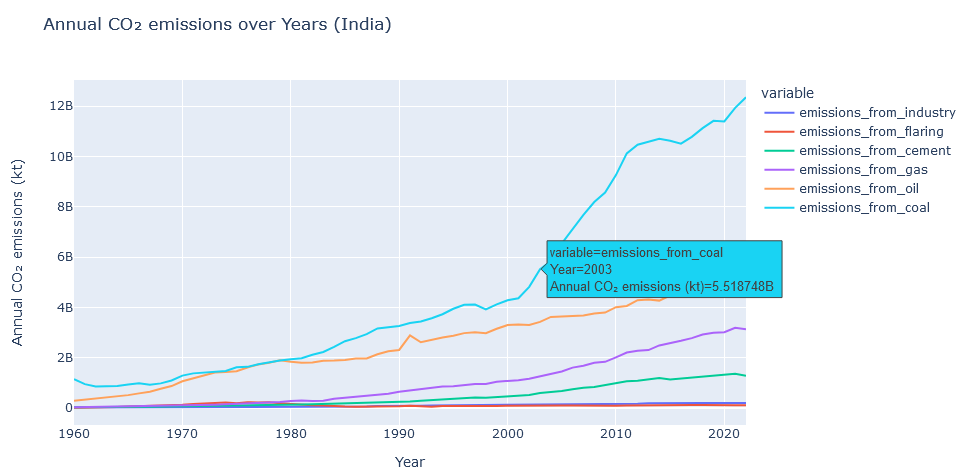 Annual CO₂ emissions over Years (India)
variable
emissions_from_industry
emissions_from_flaring
emissions_from_cement
emissions_from_gas
emissions_from_oil
emissions_from_coal
Annual CO₂ emissions (kt)
12B
10B
8B
6B
4B
2B
0
variable=emissions_from_coal
Year=2003
Annual CO₂ emissions (kt)=5.518748B
1960
1970
1980
1990
2000
2010
2020
Year